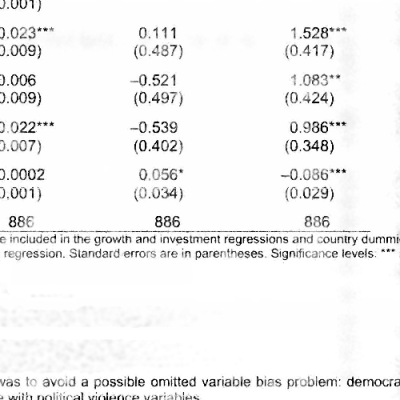 0.001)
0.023*** 0.111 1.528***
0.009) (0.487) (0.417)
0.006 −0.521 1.083**
0.009) (0.497) (0.424)
0.022*** −0.539 0.986***
0.007) (0.402) (0.348)
0.0002 0.056* −0.086***
0.001) (0.034) (0.029)
886 886 886
e included in the growth and investment regressions and country dummi
regression. Standard errors are in parentheses. Significance levels: ***
was to avoid a possible omitted variable bias problem: democra
e with political violence variables